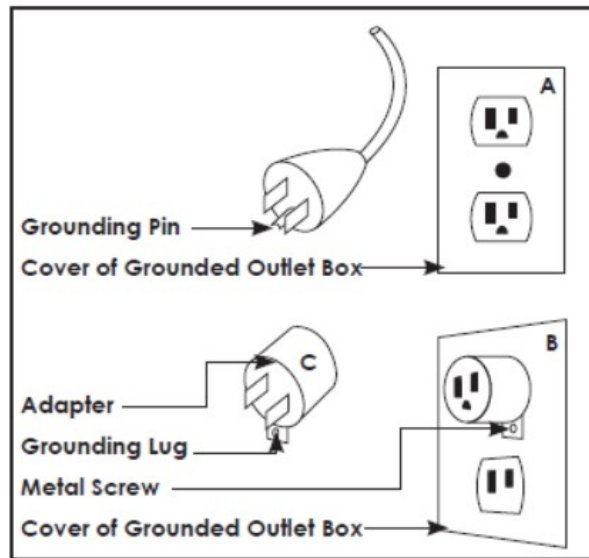 A
Grounding Pin
Cover of Grounded Outlet Box
B
C
Adapter
Grounding Lug
Metal Screw
Cover of Grounded Outlet Box